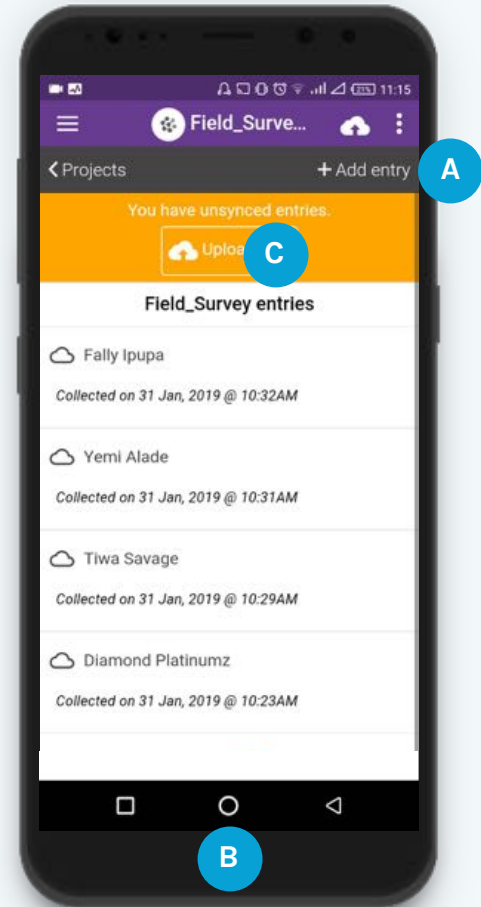 21% 11:15
Field_Surve...
Projects + Add entry
A
You have unsynced entries.
Uploa
C
Field_Survey entries
Fally Ipupa
Collected on 31 Jan, 2019 @ 10:32AM
Yemi Alade
Collected on 31 Jan, 2019 @ 10:31AM
Tiwa Savage
Collected on 31 Jan, 2019 @ 10:29AM
Diamond Platinumz
Collected on 31 Jan, 2019 @ 10:23AM
B